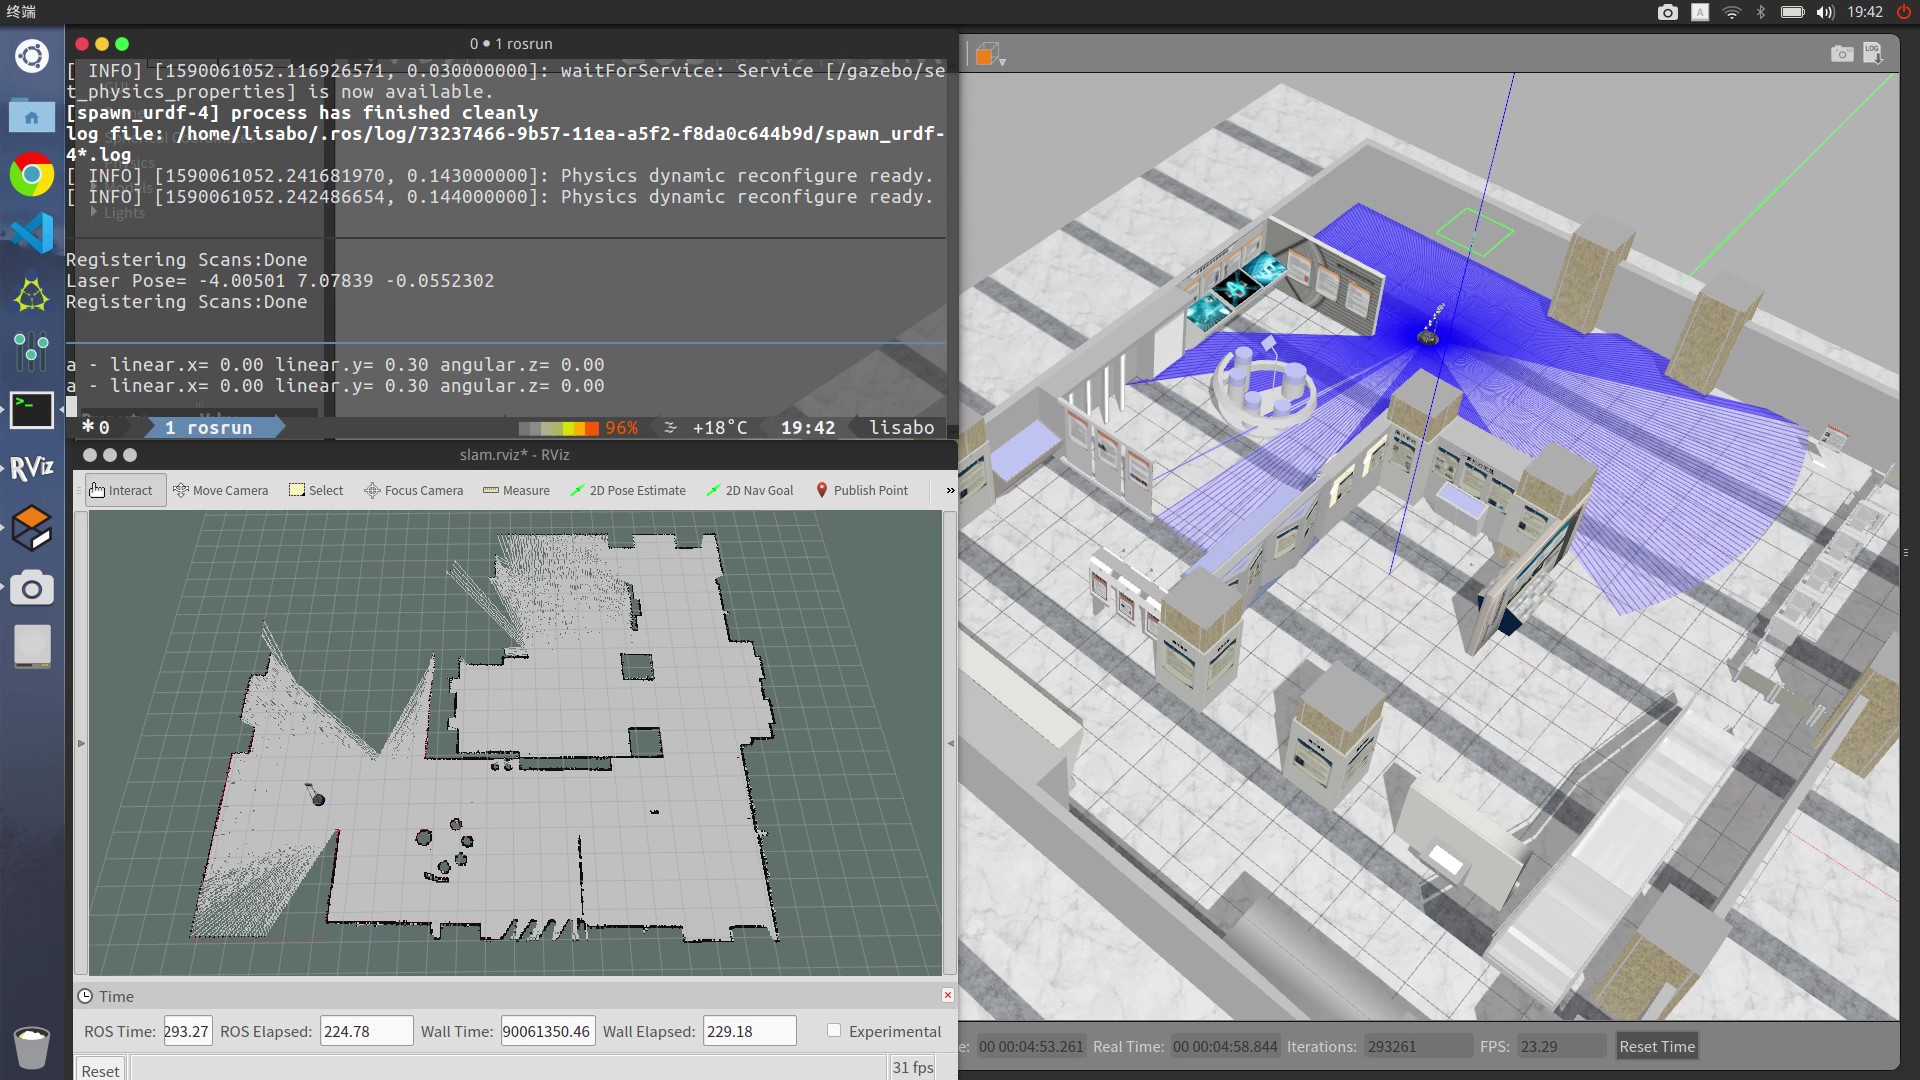 终端
A
19:42
0 ● 1 rosrun
[ INFO] [1590061052.116926571, 0.030000000]: waitForService: Service [/gazebo/se
t_physics_properties] is now available.
[spawn_urdf-4] process has finished cleanly
log file: /home/lisabo/.ros/log/73237466-9b57-11ea-a5f2-f8da0c644b9d/spawn_urdf-
4*.log
[ INFO] [1590061052.241681970, 0.143000000]: Physics dynamic reconfigure ready.
[ INFO] [1590061052.242486654, 0.144000000]: Physics dynamic reconfigure ready.
Lights
Registering Scans:Done
Laser Pose= -4.00501 7.07839 -0.0552302
Registering Scans:Done
a - linear.x= 0.00 linear.y= 0.30 angular.z= 0.00
a - linear.x= 0.00 linear.y= 0.30 angular.z= 0.00
*0 1 rosrun 96% +18°C 19:42 lisabo
LOG
RViz
slam.rviz* - RViz
Interact Move Camera Select Focus Camera Measure 2D Pose Estimate 2D Nav Goal Publish Point »
Time
ROS Time: 293.27 ROS Elapsed: 224.78 Wall Time: 90061350.46 Wall Elapsed: 229.18 Experimental
Reset 31 fps
e: 00 00:04:53.261 Real Time: 00 00:04:58.844 Iterations: 293261 FPS: 23.29 Reset Time